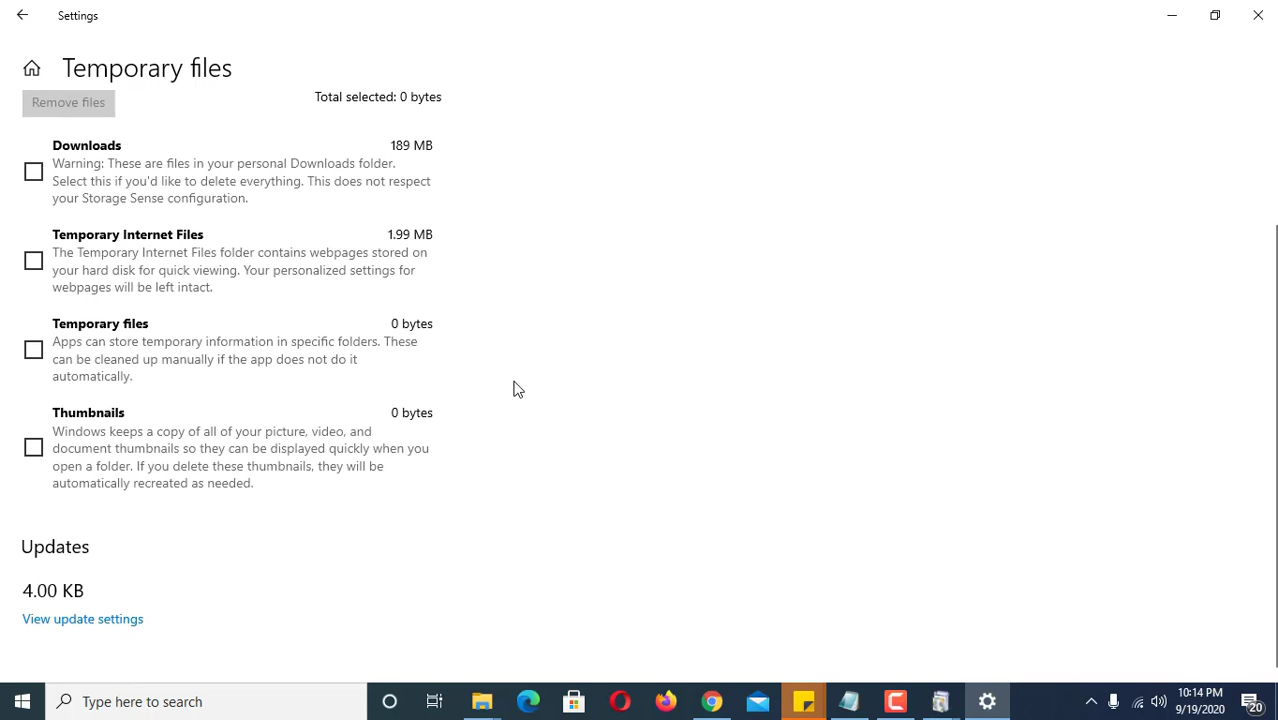 Settings
Temporary files
Remove files
Total selected: 0 bytes
Downloads 189 MB
Warning: These are files in your personal Downloads folder.
Select this if you'd like to delete everything. This does not respect
your Storage Sense configuration.
Temporary Internet Files 1.99 MB
The Temporary Internet Files folder contains webpages stored on
your hard disk for quick viewing. Your personalized settings for
webpages will be left intact.
Temporary files 0 bytes
Apps can store temporary information in specific folders. These
can be cleaned up manually if the app does not do it
automatically.
Thumbnails 0 bytes
Windows keeps a copy of all of your picture, video, and
document thumbnails so they can be displayed quickly when you
open a folder. If you delete these thumbnails, they will be
automatically recreated as needed.
Updates
4.00 KB
View update settings
Type here to search
10:14 PM
9/19/2020
20